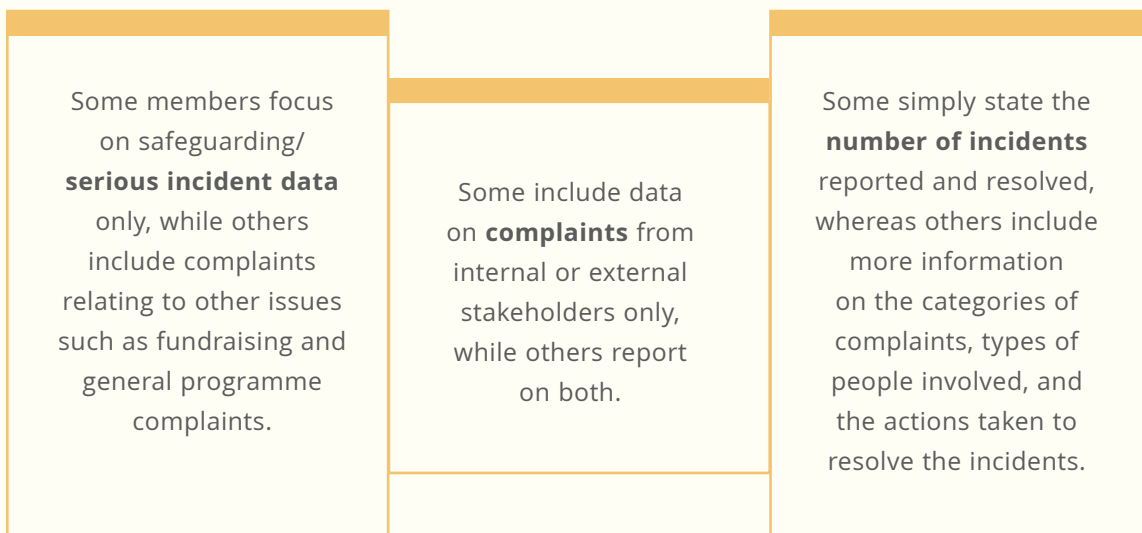 Some members focus
on safeguarding/
serious incident data
only, while others
include complaints
relating to other issues
such as fundraising and
general programme
complaints.
Some include data
on complaints from
internal or external
stakeholders only,
while others report
on both.
Some simply state the
number of incidents
reported and resolved,
whereas others include
more information
on the categories of
complaints, types of
people involved, and
the actions taken to
resolve the incidents.